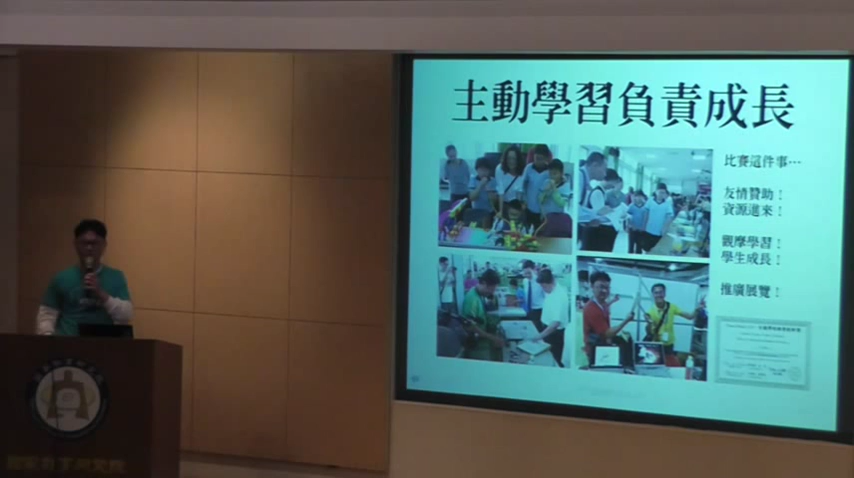 主動學習負責成長
比賽這件事…
友情贊助！
資源進來！
觀摩學習！
學生成長！
推廣展覽！
國家教育研究院